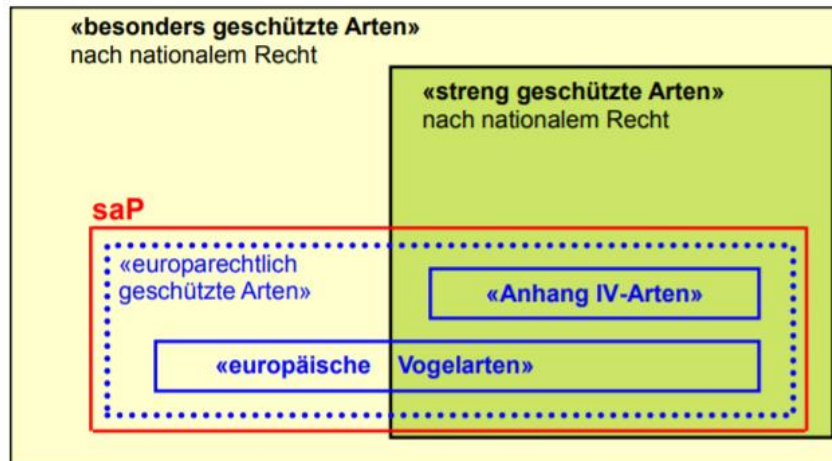 «besonders geschützte Arten»
nach nationalem Recht
«streng geschützte Arten»
nach nationalem Recht
saP
«europarechtlich
geschützte Arten»
«Anhang IV-Arten»
«europäische Vogelarten»